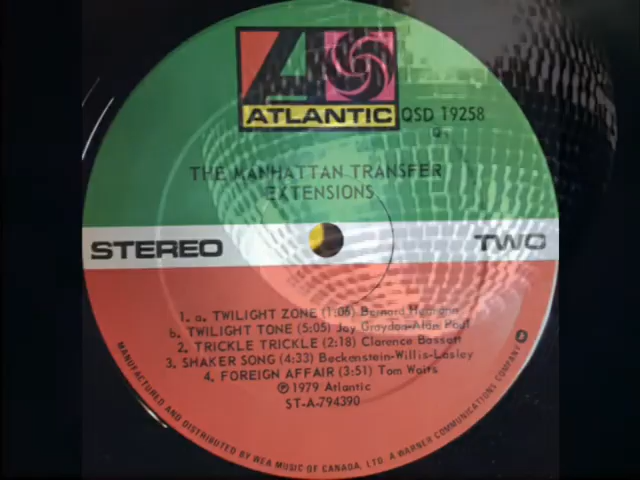 ATLANTIC
QSD 19258
Q
THE MANHATTAN TRANSFER
EXTENSIONS
STEREO
TWO
1. a. TWILIGHT ZONE (1:06) Bernard
b. TWILIGHT TONE (5:05) Jay Graydon-Alan Paul
2. TRICKLE TRICKLE (2:18) Clarence Bassett
3. SHAKER SONG (4:33) Beckenstein-Willis-Lasley
4. FOREIGN AFFAIR (3:51) Tom Waits
Ⓟ 1979 Atlantic
ST-A-794390
MANUFACTURED AND DISTRIBUTED BY WEA MUSIC OF CANADA, LTD. A WARNER COMMUNICATIONS COMPANY